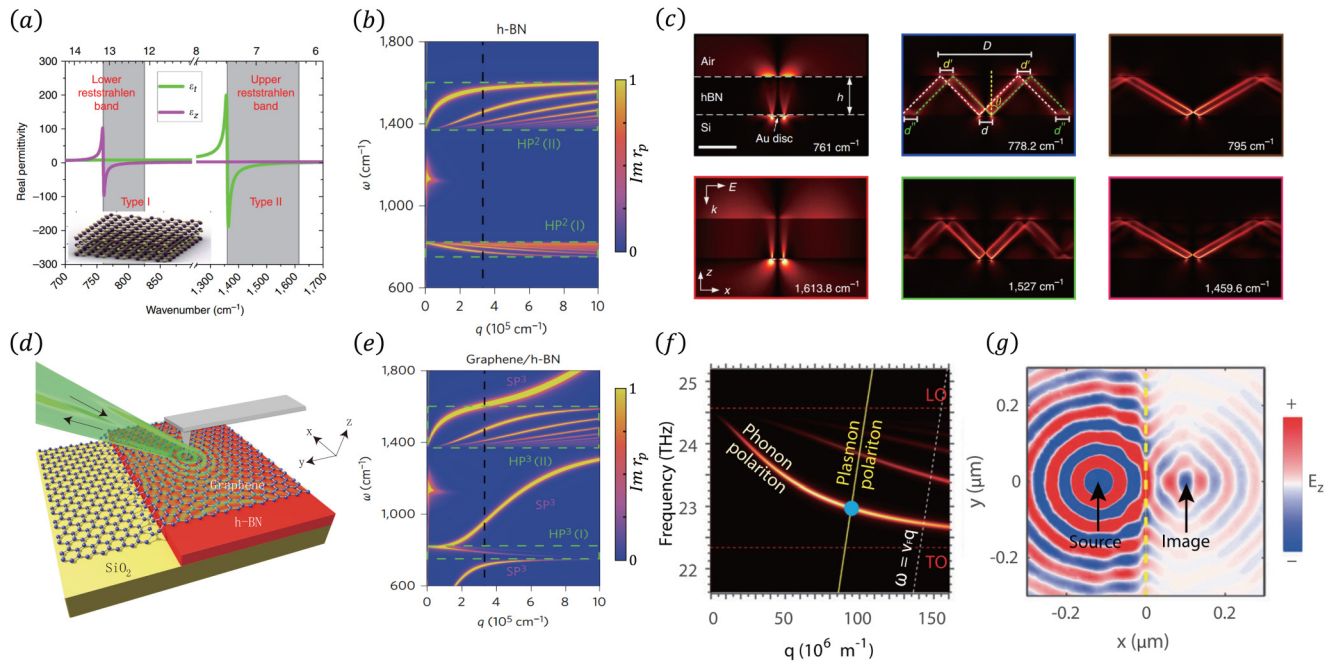 (a)
14 13 12 8 7 6
300
200
100
0
−100
−200
−300
Real permittivity
Lower
reststrahlen
band
εt
εz
Upper
reststrahlen
band
Type I
Type II
700 750 800 850 1,300 1,400 1,500 1,600 1,700
Wavenumber (cm−1)
(b)
h-BN
1,800
1,400
1,000
600
ω (cm−1)
HP2 (II)
HP2 (I)
0 2 4 6 8 10
q (105 cm−1)
1
0
Im rp
(c)
Air
hBN
Si
h
Au disc
761 cm−1
D
d'
d'
θ
d''
d
d''
778.2 cm−1
795 cm−1
E
k
z
x
1,613.8 cm−1
1,527 cm−1
1,459.6 cm−1
(d)
x
y
z
Graphene
h-BN
SiO2
(e)
Graphene/h-BN
1,800
1,400
1,000
600
ω (cm−1)
SP3
HP3 (II)
SP3
HP3 (I)
SP3
0 2 4 6 8 10
q (105 cm−1)
1
0
Im rp
(f)
25
24
23
22
Frequency (THz)
LO
Phonon
polariton
Plasmon
polariton
ω = vFq
TO
0 50 100 150
q (106 m-1)
(g)
0.2
0
-0.2
y (μm)
Source
Image
-0.2 0 0.2
x (μm)
+
Ez
−